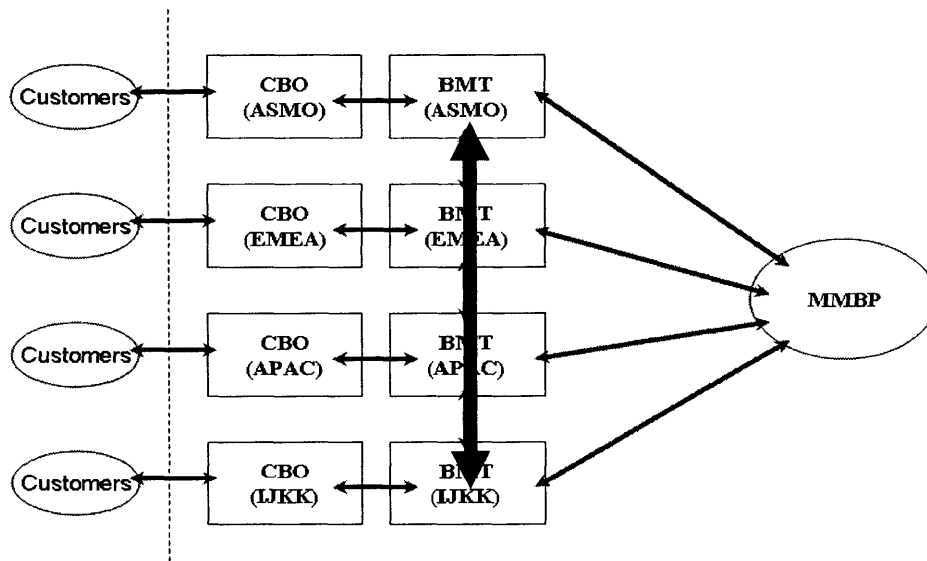 Customers
CBO
(ASMO)
BMT
(ASMO)
Customers
CBO
(EMEA)
BMT
(EMEA)
MMBP
Customers
CBO
(APAC)
BMT
(APAC)
Customers
CBO
(IJKK)
BMT
(IJKK)